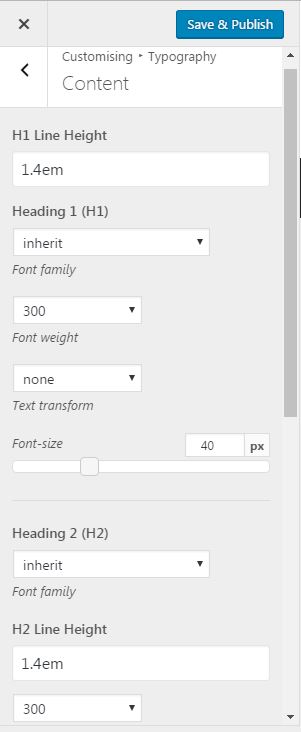 Save & Publish
Customising ▸ Typography
Content
H1 Line Height
1.4em
Heading 1 (H1)
inherit
Font family
300
Font weight
none
Text transform
Font-size 40 px
Heading 2 (H2)
inherit
Font family
H2 Line Height
1.4em
300